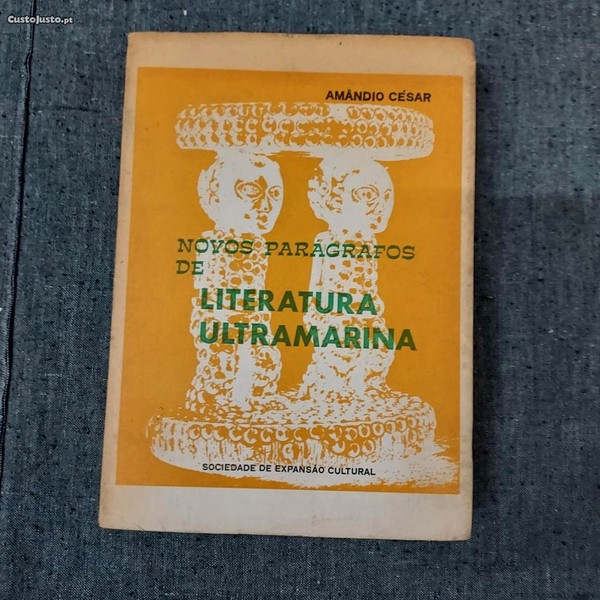 CustoJusto.pt
AMÂNDIO CÉSAR
NOVOS PARÁGRAFOS
DE
LITERATURA
ULTRAMARINA
SOCIEDADE DE EXPANSÃO CULTURAL